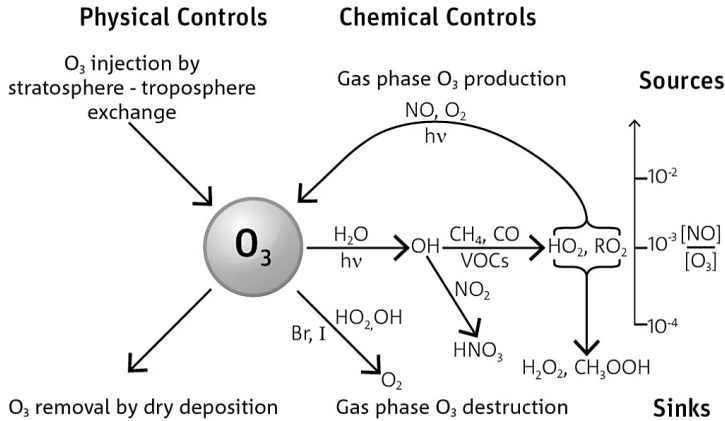 Physical Controls
Chemical Controls
O₃ injection by
stratosphere - troposphere
exchange
Gas phase O₃ production
Sources
NO, O₂
hν
10⁻²
O₃
H₂O
hν
OH
CH₄, CO
VOCs
HO₂, RO₂
10⁻³
[NO]
[O₃]
NO₂
HO₂,OH
Br, I
10⁻⁴
HNO₃
H₂O₂, CH₃OOH
O₂
O₃ removal by dry deposition
Gas phase O₃ destruction
Sinks